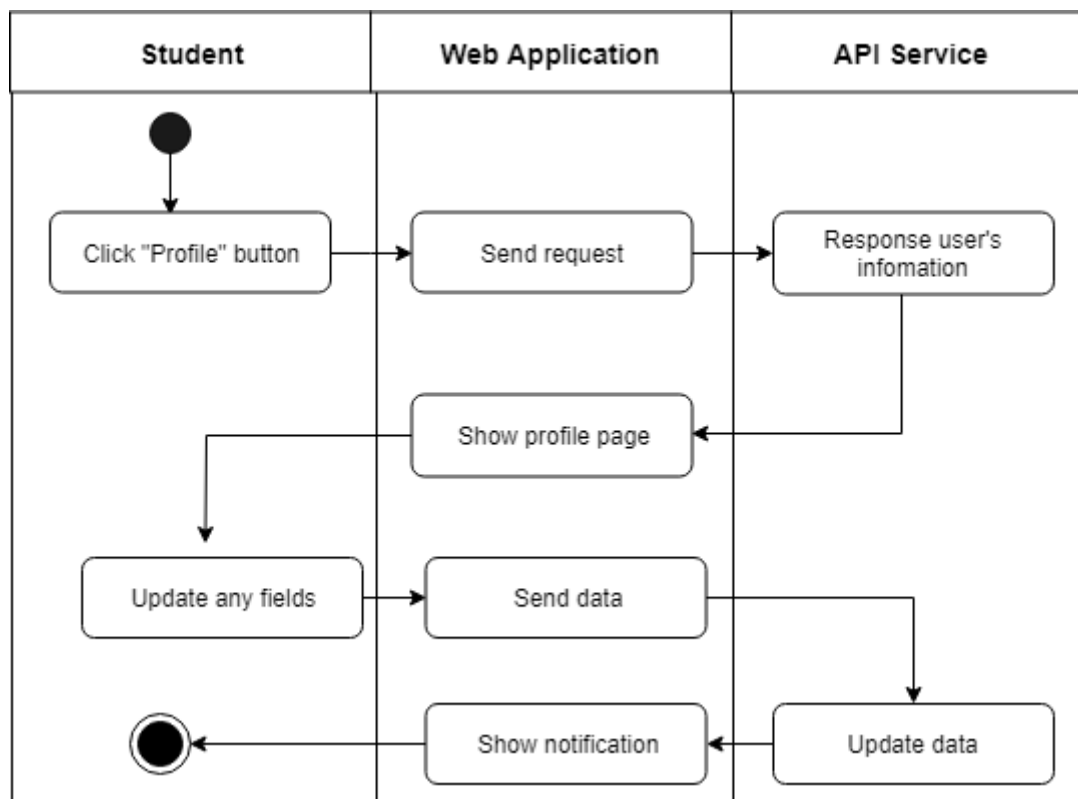 Student
Web Application
API Service
Click "Profile" button
Send request
Response user's
infomation
Show profile page
Update any fields
Send data
Show notification
Update data